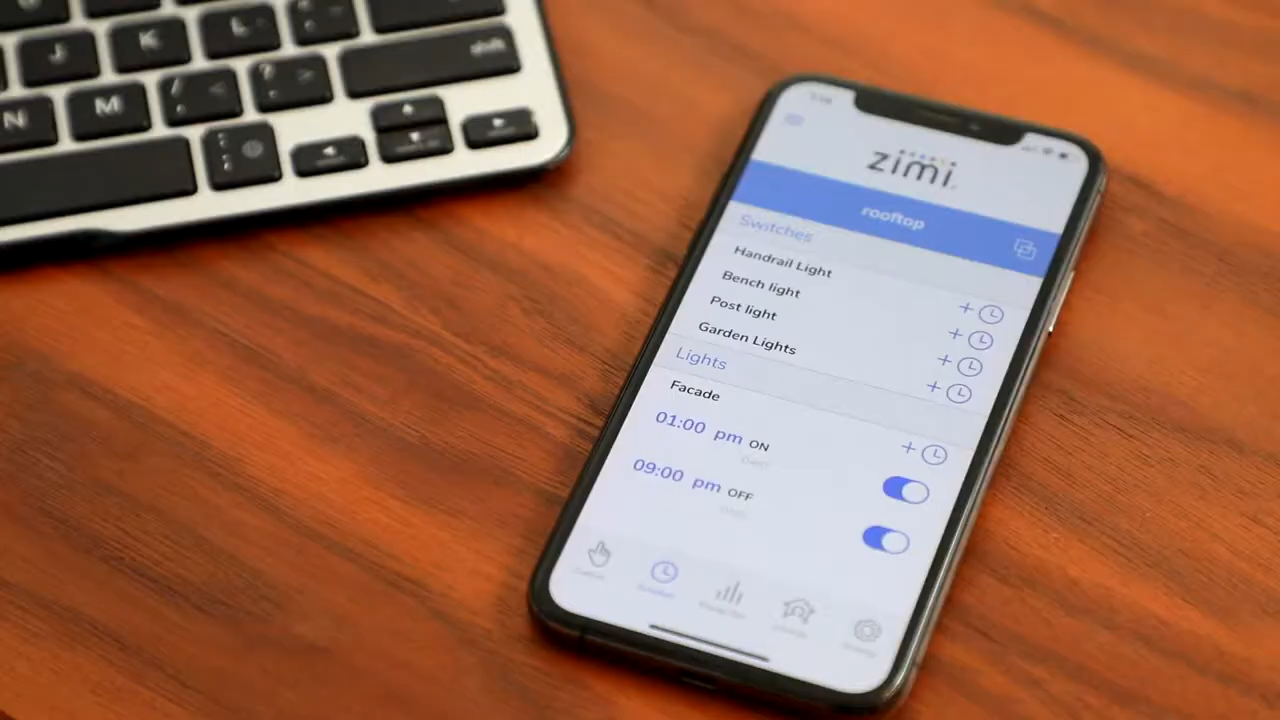 J K L
shift
N M < >
?
zimi
rooftop
Switches
Handrail Light
Bench light
Post light
Garden Lights
Lights
Facade
01:00 pm ON
09:00 pm OFF